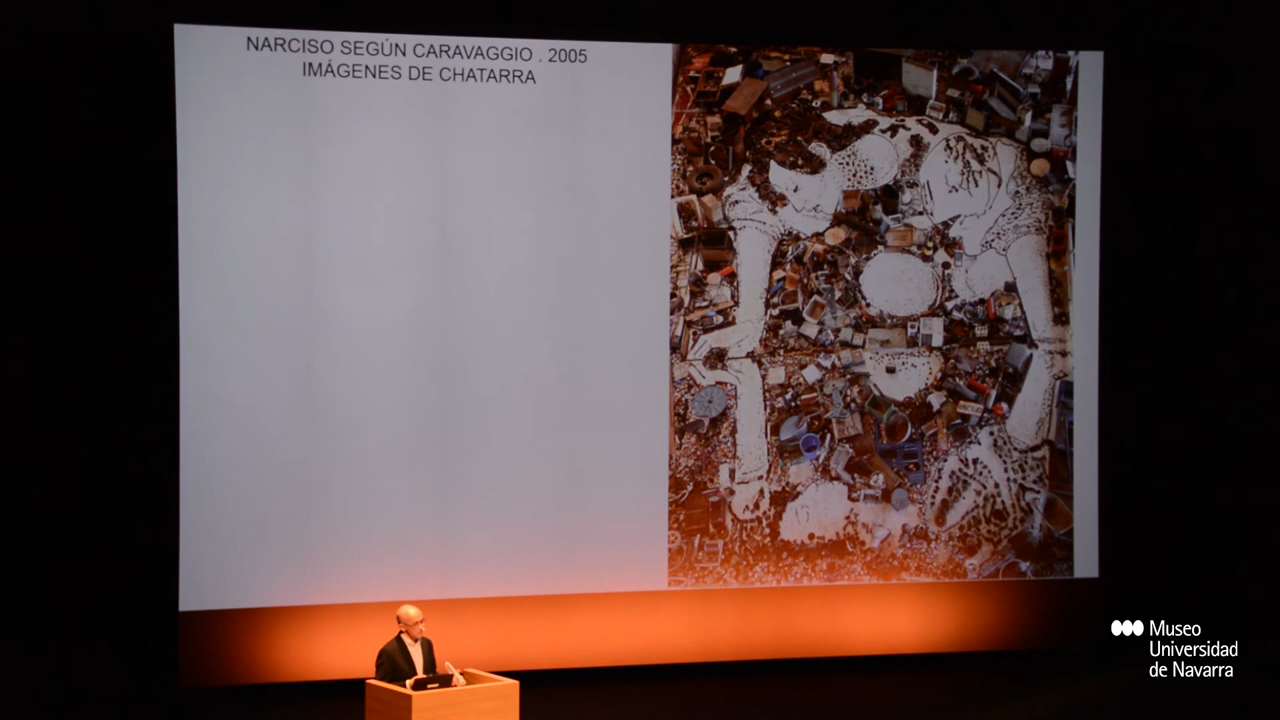 NARCISO SEGÚN CARAVAGGIO . 2005
IMÁGENES DE CHATARRA
Museo
Universidad
de Navarra